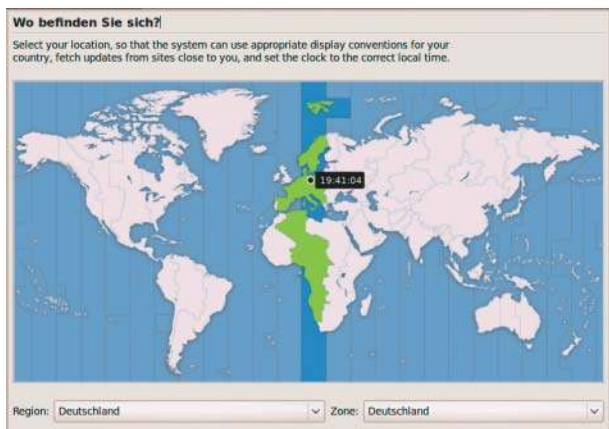 Wo befinden Sie sich?
Select your location, so that the system can use appropriate display conventions for your
country, fetch updates from sites close to you, and set the clock to the correct local time.
19:41:04
Region: Deutschland Zone: Deutschland